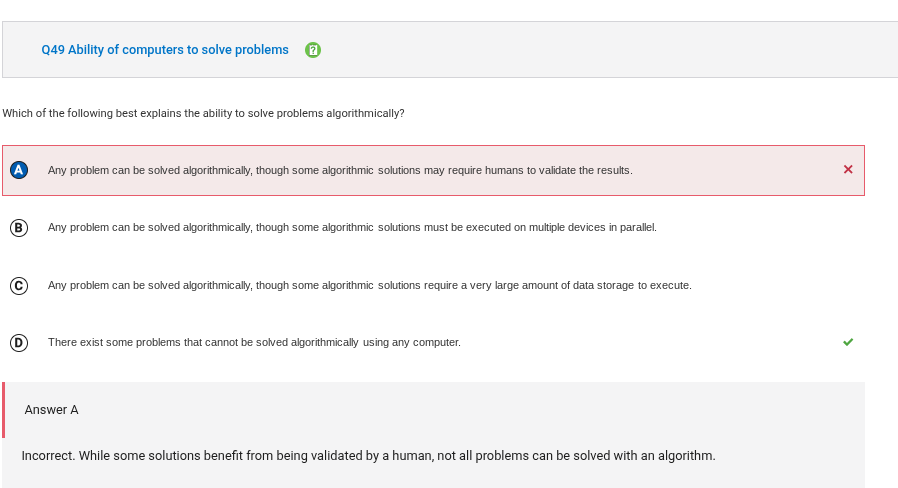 Q49 Ability of computers to solve problems
Which of the following best explains the ability to solve problems algorithmically?
A Any problem can be solved algorithmically, though some algorithmic solutions may require humans to validate the results.
B Any problem can be solved algorithmically, though some algorithmic solutions must be executed on multiple devices in parallel.
C Any problem can be solved algorithmically, though some algorithmic solutions require a very large amount of data storage to execute.
D There exist some problems that cannot be solved algorithmically using any computer.
Answer A
Incorrect. While some solutions benefit from being validated by a human, not all problems can be solved with an algorithm.